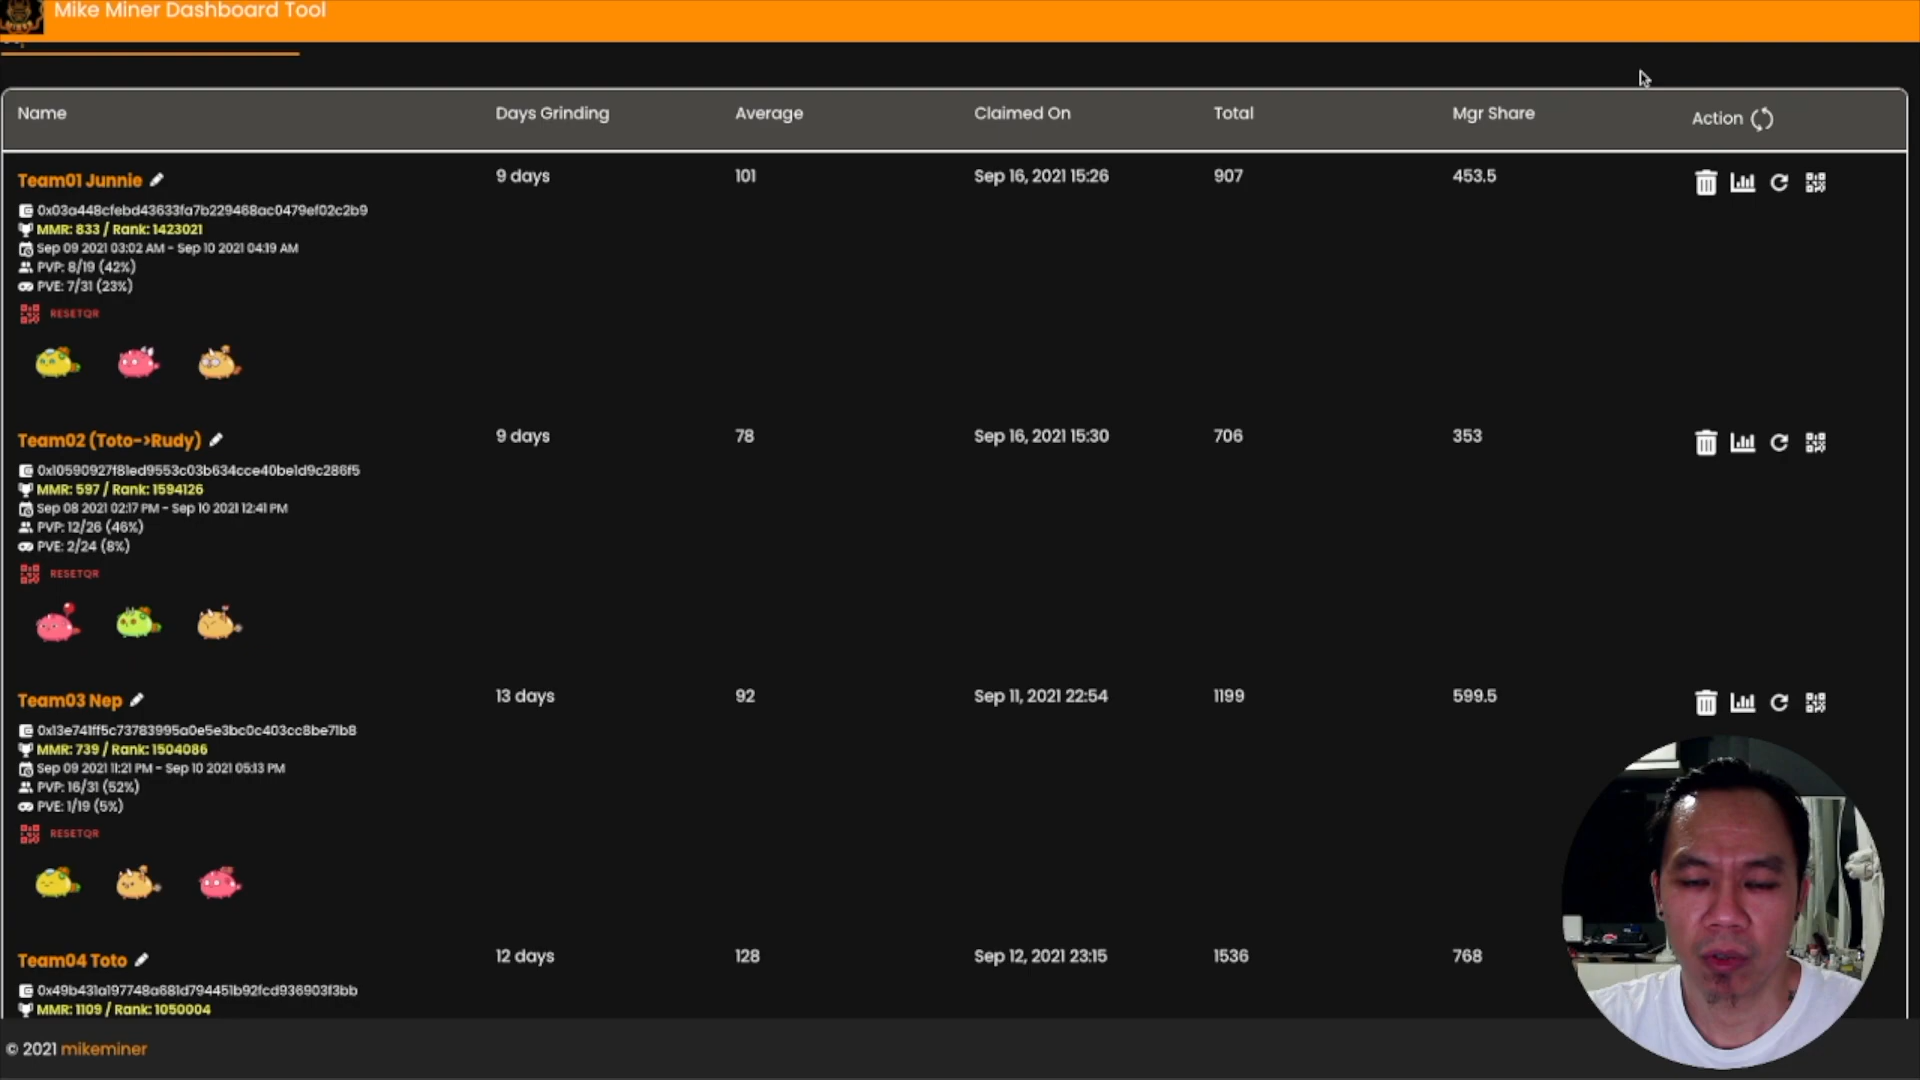 Mike Miner Dashboard Tool
Name Days Grinding Average Claimed On Total Mgr Share Action
Team01 Junnie 9 days 101 Sep 16, 2021 15:26 907 453.5
0x03a448cfebd43633fa7b229468ac0479ef02c2b9
MMR: 833 / Rank: 1423021
Sep 09 2021 03:02 AM - Sep 10 2021 04:19 AM
PVP: 8/19 (42%)
PVE: 7/31 (23%)
RESETQR
Team02 (Toto->Rudy) 9 days 78 Sep 16, 2021 15:30 706 353
0x10590927f81ed9553c03b634cce40be1d9c286f5
MMR: 597 / Rank: 1594126
Sep 08 2021 02:17 PM - Sep 10 2021 12:41 PM
PVP: 12/26 (46%)
PVE: 2/24 (8%)
RESETQR
Team03 Nep 13 days 92 Sep 11, 2021 22:54 1199 599.5
0x13e741ff5c73783995a0e5e3bc0c403cc8be71b8
MMR: 739 / Rank: 1504086
Sep 09 2021 11:21 PM - Sep 10 2021 05:13 PM
PVP: 16/31 (52%)
PVE: 1/19 (5%)
RESETQR
Team04 Toto 12 days 128 Sep 12, 2021 23:15 1536 768
0x49b431a197748a681d794451b92fcd936903f3bb
MMR: 1109 / Rank: 1050004
© 2021 mikeminer